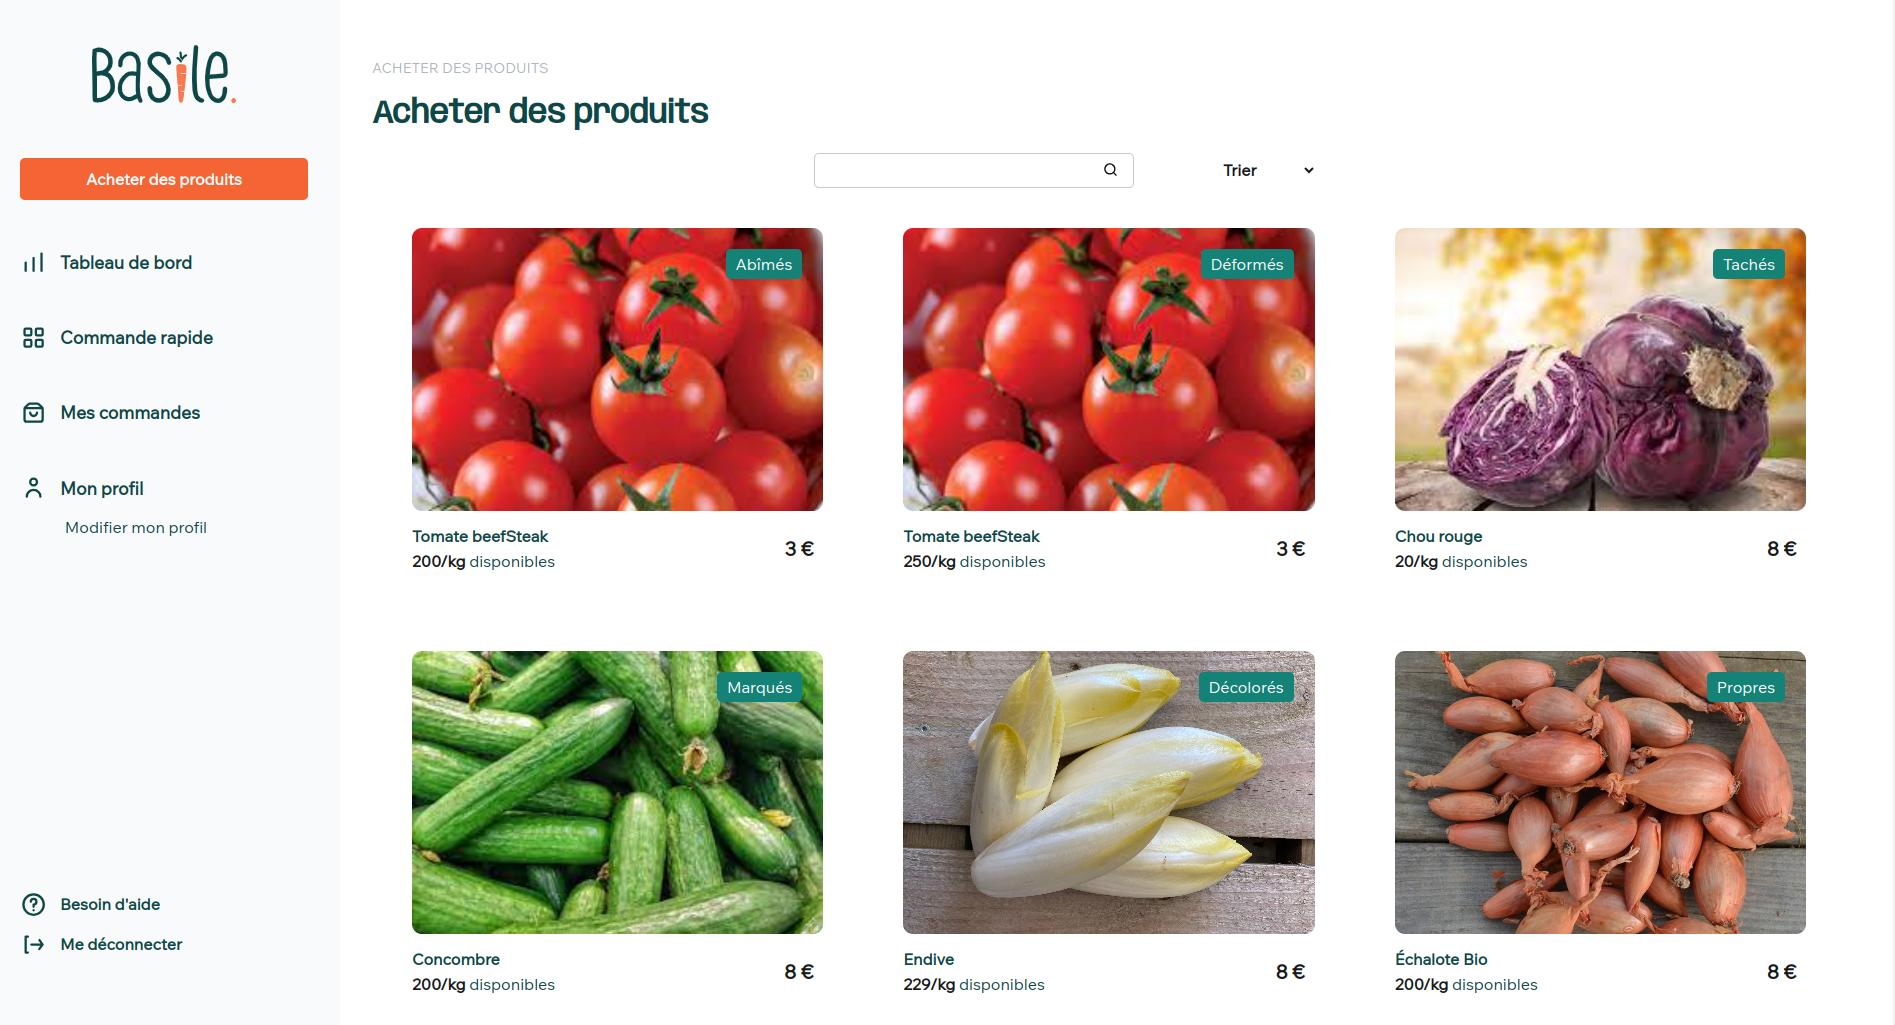 Basile.
Acheter des produits
Tableau de bord
Commande rapide
Mes commandes
Mon profil
Modifier mon profil
Besoin d'aide
Me déconnecter
ACHETER DES PRODUITS
Acheter des produits
Trier
Abîmés
Tomate beefSteak
200/kg disponibles
3 €
Déformés
Tomate beefSteak
250/kg disponibles
3 €
Tachés
Chou rouge
20/kg disponibles
8 €
Marqués
Concombre
200/kg disponibles
8 €
Décolorés
Endive
229/kg disponibles
8 €
Propres
Échalote Bio
200/kg disponibles
8 €